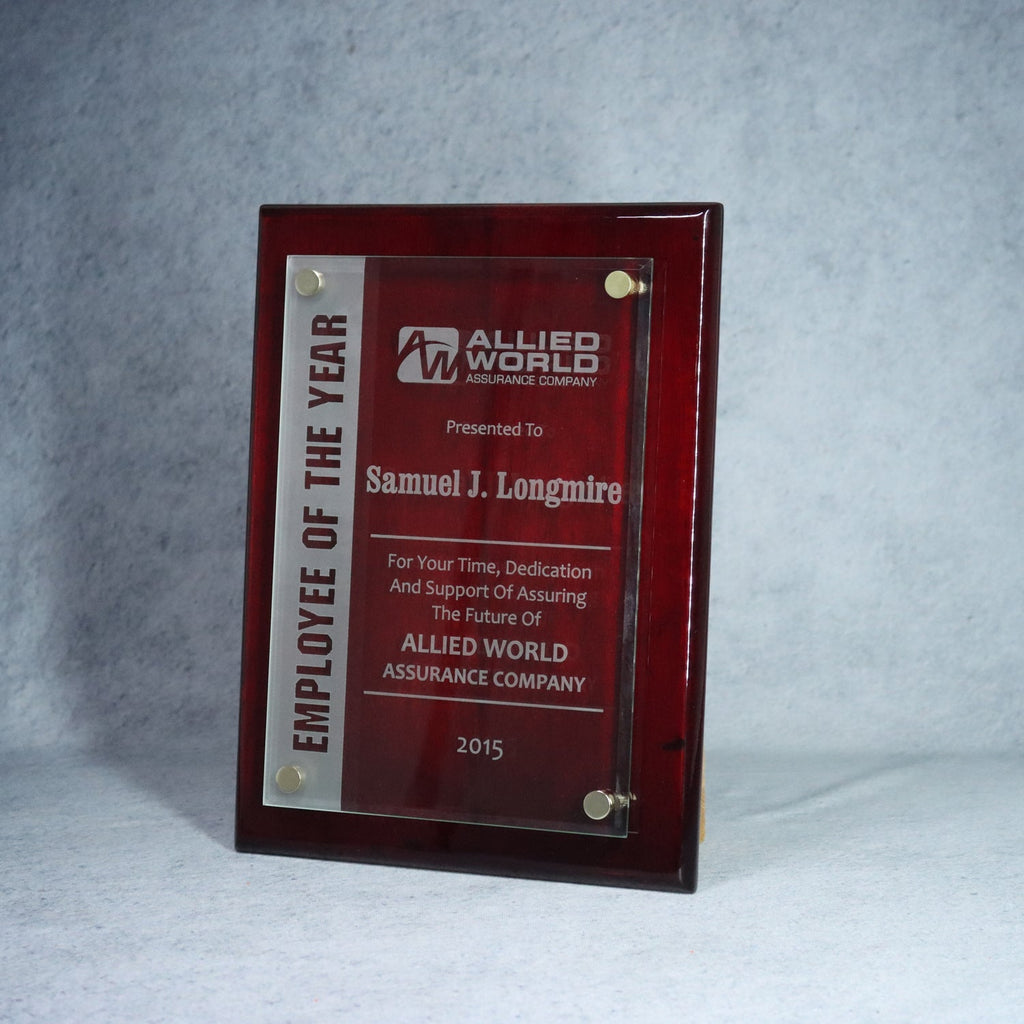 EMPLOYEE OF THE YEAR
AW
ALLIED
WORLD
ASSURANCE COMPANY
Presented To
Samuel J. Longmire
For Your Time, Dedication
And Support Of Assuring
The Future Of
ALLIED WORLD
ASSURANCE COMPANY
2015